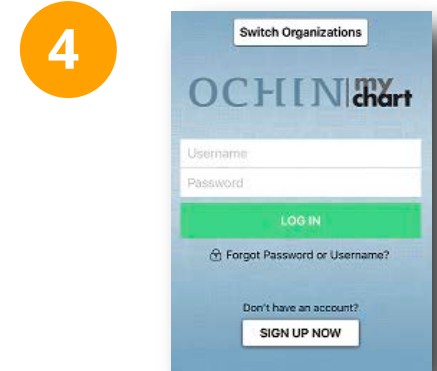 4
Switch Organizations
OCHIN my chart
Username
Password
LOG IN
Forgot Password or Username?
Don't have an account?
SIGN UP NOW